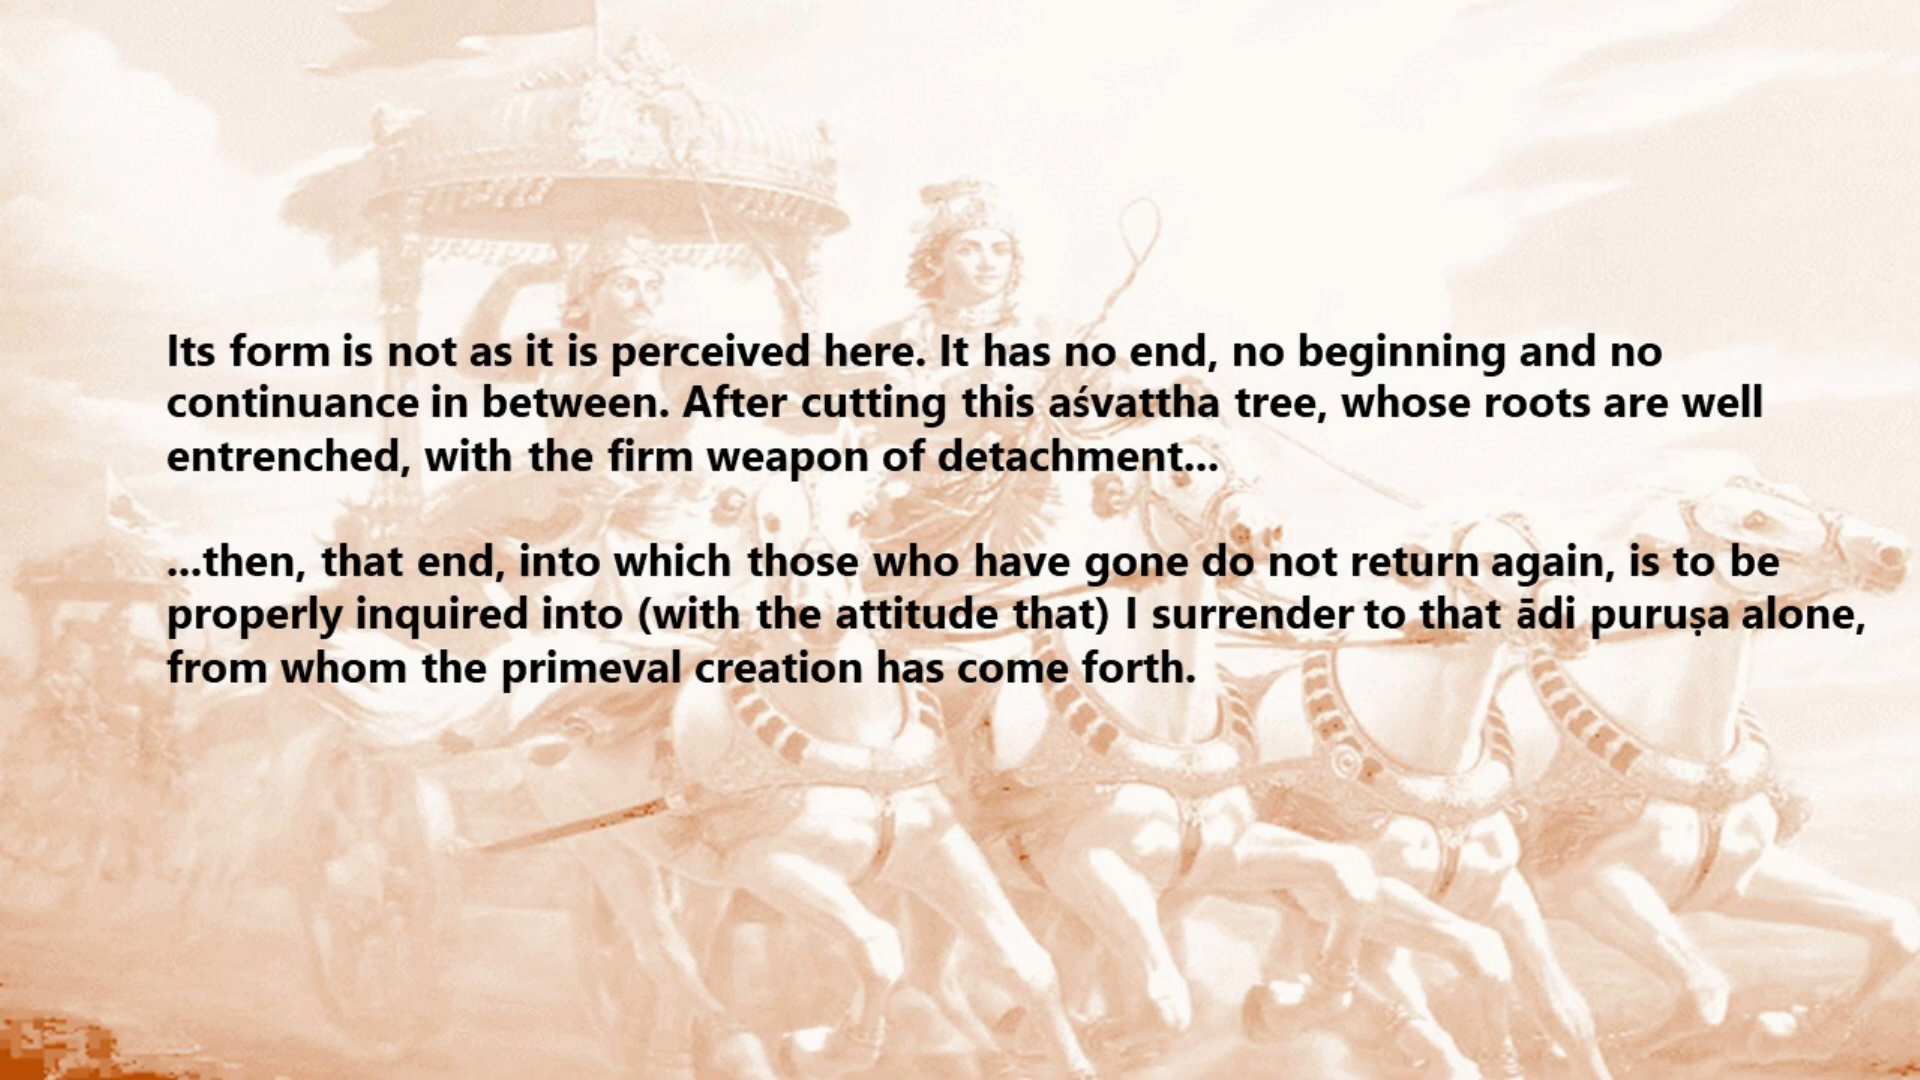 Its form is not as it is perceived here. It has no end, no beginning and no
continuance in between. After cutting this aśvattha tree, whose roots are well
entrenched, with the firm weapon of detachment...
...then, that end, into which those who have gone do not return again, is to be
properly inquired into (with the attitude that) I surrender to that ādi puruṣa alone,
from whom the primeval creation has come forth.